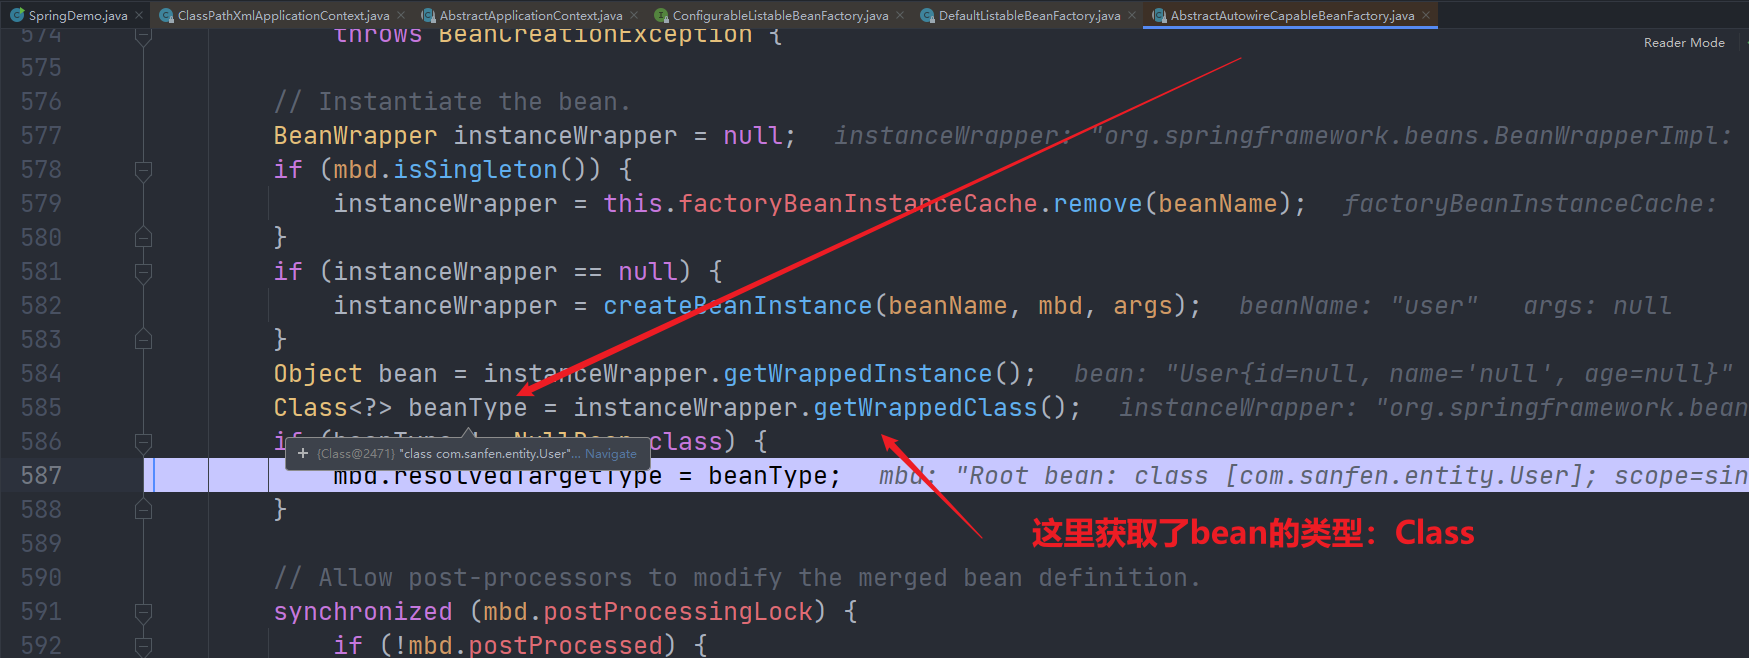 SpringDemo.java ClassPathXmlApplicationContext.java AbstractApplicationContext.java ConfigurableListableBeanFactory.java DefaultListableBeanFactory.java AbstractAutowireCapableBeanFactory.java
Reader Mode
574 throws BeanCreationException {
575
576 // Instantiate the bean.
577 BeanWrapper instanceWrapper = null; instanceWrapper: "org.springframework.beans.BeanWrapperImpl:
578 if (mbd.isSingleton()) {
579 instanceWrapper = this.factoryBeanInstanceCache.remove(beanName); factoryBeanInstanceCache:
580 }
581 if (instanceWrapper == null) {
582 instanceWrapper = createBeanInstance(beanName, mbd, args); beanName: "user" args: null
583 }
584 Object bean = instanceWrapper.getWrappedInstance(); bean: "User{id=null, name='null', age=null}"
585 Class<?> beanType = instanceWrapper.getWrappedClass(); instanceWrapper: "org.springframework.bean
586 if (beanType != NullBean.class) {
+ {Class@2471} "class com.sanfen.entity.User"... Navigate
587 mbd.resolvedTargetType = beanType; mbd: "Root bean: class [com.sanfen.entity.User]; scope=sin
588 }
这里获取了bean的类型：Class
589
590 // Allow post-processors to modify the merged bean definition.
591 synchronized (mbd.postProcessingLock) {
592 if (!mbd.postProcessed) {